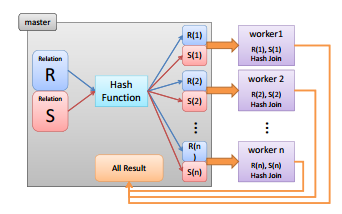 master
Relation
R
Relation
S
Hash
Function
All Result
R(1)
S(1)
R(2)
S(2)
R(n
)
S(n)
worker1
R(1), S(1)
Hash Join
worker 2
R(2), S(2)
Hash Join
worker n
R(n), S(n)
Hash Join